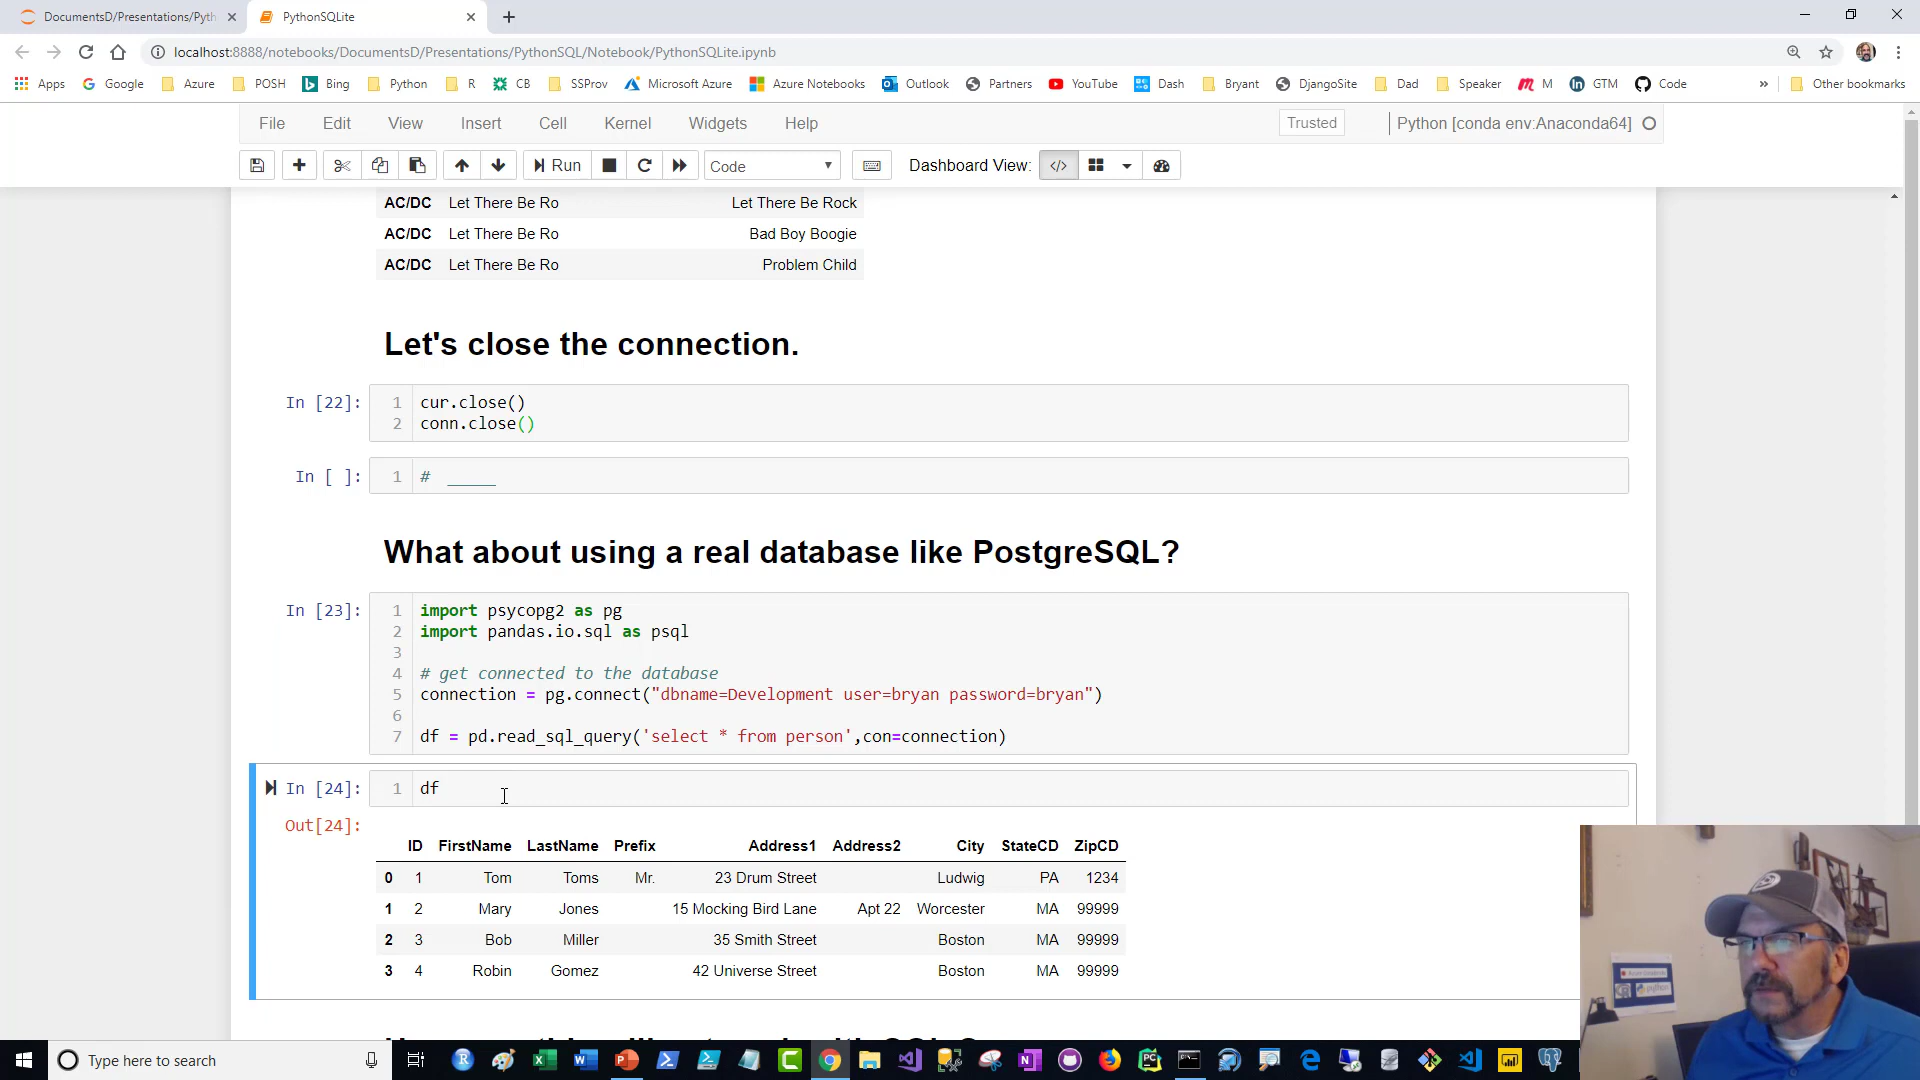 DocumentsD/Presentations/Pyth
PythonSQLite
localhost:8888/notebooks/DocumentsD/Presentations/PythonSQL/Notebook/PythonSQLite.ipynb
Apps Google Azure POSH Bing Python R CB SSProv Microsoft Azure Azure Notebooks Outlook Partners YouTube Dash Bryant DjangoSite Dad Speaker M GTM Code » Other bookmarks
File Edit View Insert Cell Kernel Widgets Help Trusted Python [conda env:Anaconda64]
Run Code Dashboard View: </>
AC/DC Let There Be Ro Let There Be Rock
AC/DC Let There Be Ro Bad Boy Boogie
AC/DC Let There Be Ro Problem Child
Let's close the connection.
In [22]: 1 cur.close()
2 conn.close()
In [ ]: 1 # _____
What about using a real database like PostgreSQL?
In [23]: 1 import psycopg2 as pg
2 import pandas.io.sql as psql
3
4 # get connected to the database
5 connection = pg.connect("dbname=Development user=bryan password=bryan")
6
7 df = pd.read_sql_query('select * from person',con=connection)
In [24]: 1 df
Out[24]:
ID FirstName LastName Prefix Address1 Address2 City StateCD ZipCD
0 1 Tom Toms Mr. 23 Drum Street Ludwig PA 1234
1 2 Mary Jones 15 Mocking Bird Lane Apt 22 Worcester MA 99999
2 3 Bob Miller 35 Smith Street Boston MA 99999
3 4 Robin Gomez 42 Universe Street Boston MA 99999
python
Type here to search